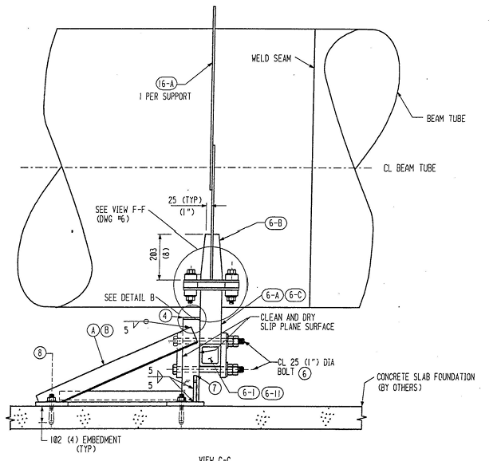 16-A
1 PER SUPPORT
WELD SEAM
BEAM TUBE
CL BEAM TUBE
25 (TYP)
(1")
SEE VIEW F-F
(DWG #6)
6-B
203
(8)
SEE DETAIL B
6-A 6-C
4
CLEAN AND DRY
SLIP PLANE SURFACE
5
A B
8
CL 25 (1") DIA
BOLT 6
5
5
7
6-1 6-11
CONCRETE SLAB FOUNDATION
(BY OTHERS)
102 (4) EMBEDMENT
(TYP)
VIEW C-C